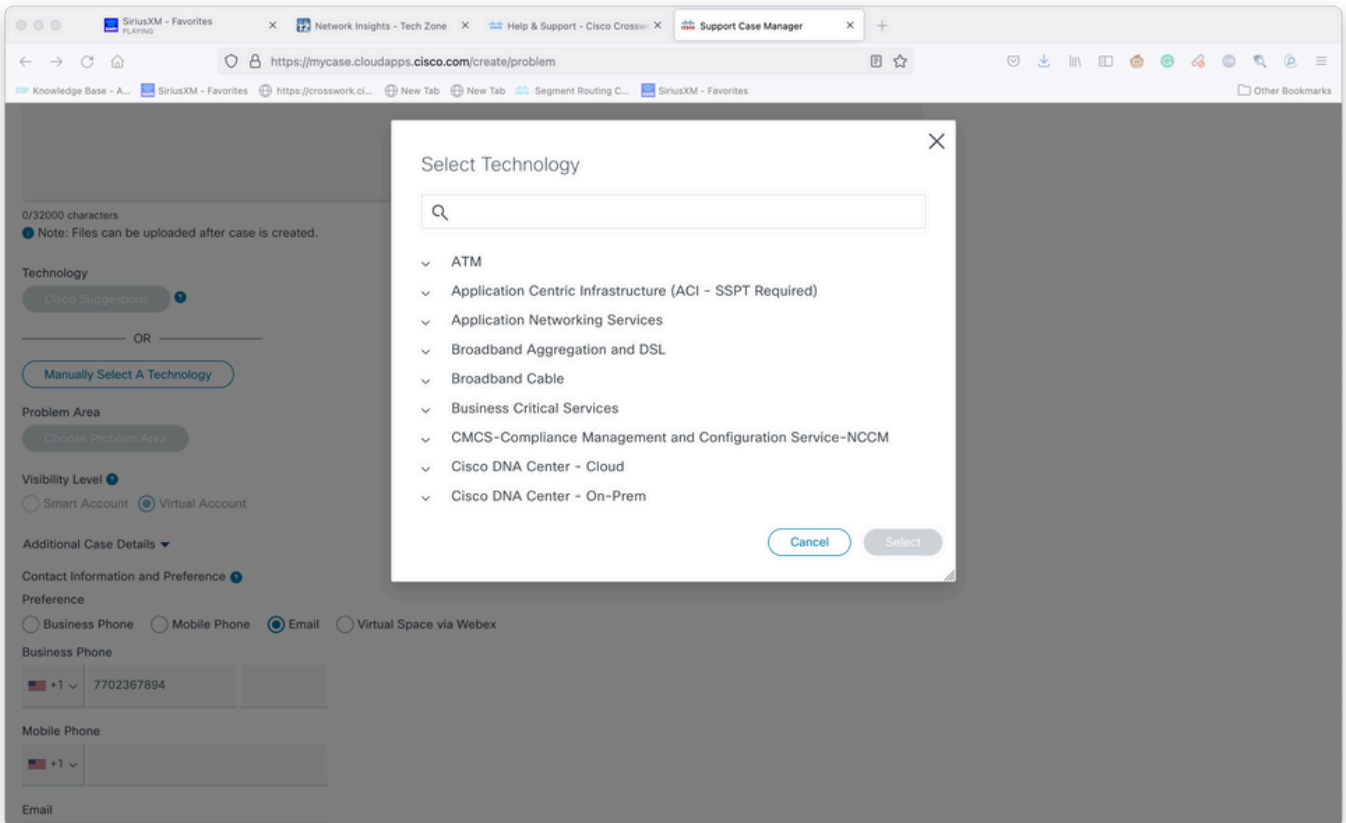 SiriusXM - Favorites
PLAYING
Network Insights - Tech Zone
Help & Support - Cisco Crossw
Support Case Manager
https://mycase.cloudapps.cisco.com/create/problem
Knowledge Base - A...
SiriusXM - Favorites
https://crosswork.ci...
New Tab
New Tab
Segment Routing C...
SiriusXM - Favorites
Other Bookmarks
Select Technology
ATM
Application Centric Infrastructure (ACI - SSPT Required)
Application Networking Services
Broadband Aggregation and DSL
Broadband Cable
Business Critical Services
CMCS-Compliance Management and Configuration Service-NCCM
Cisco DNA Center - Cloud
Cisco DNA Center - On-Prem
Cancel
Select
0/32000 characters
Note: Files can be uploaded after case is created.
Technology
Cisco Suggestions
OR
Manually Select A Technology
Problem Area
Choose Problem Area
Visibility Level
Smart Account
Virtual Account
Additional Case Details
Contact Information and Preference
Preference
Business Phone
Mobile Phone
Email
Virtual Space via Webex
Business Phone
+1
7702367894
Mobile Phone
+1
Email